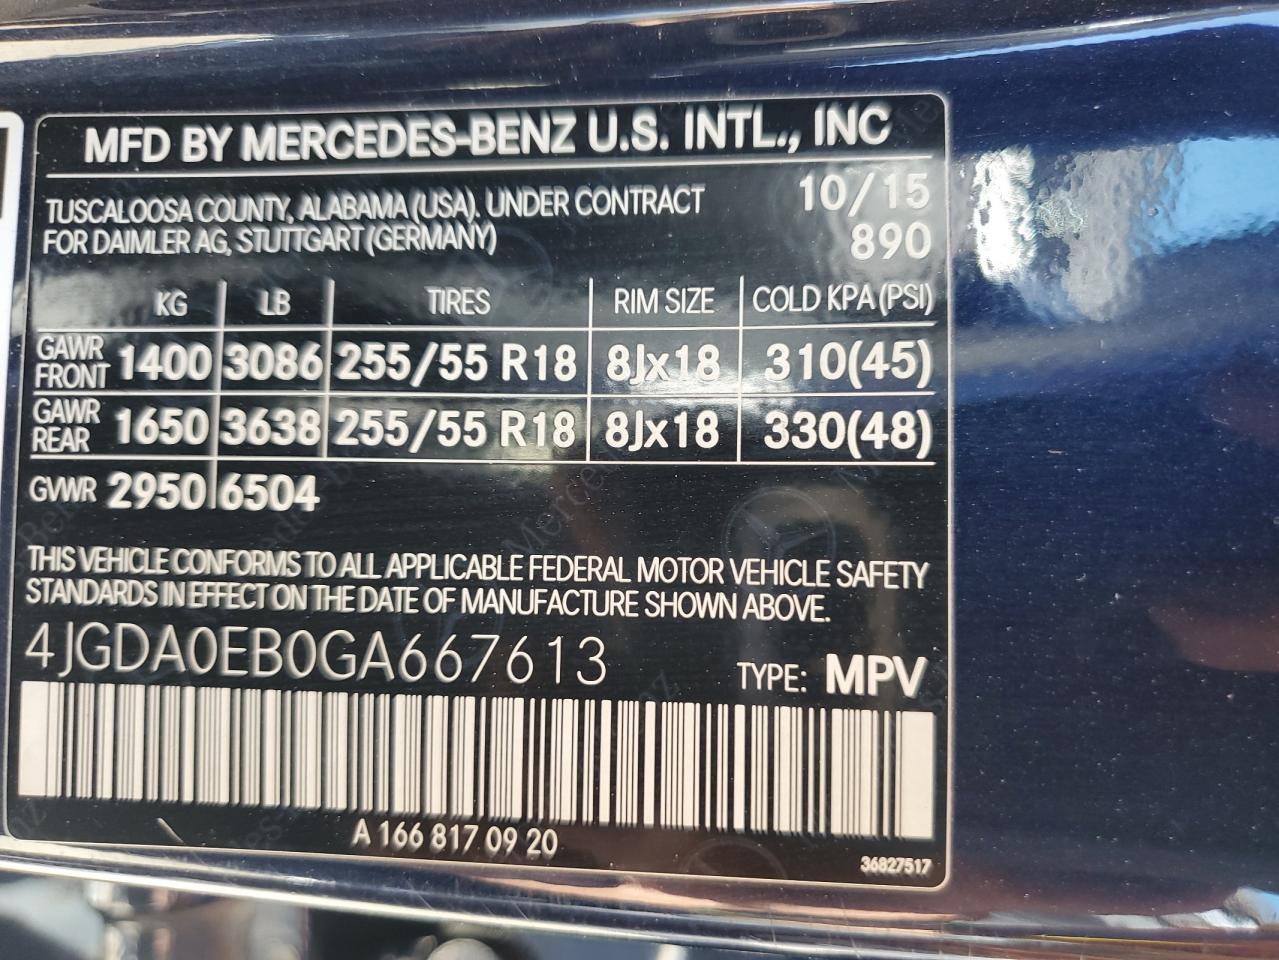 MFD BY MERCEDES-BENZ U.S. INTL., INC
TUSCALOOSA COUNTY, ALABAMA (USA), UNDER CONTRACT 10/15
FOR DAIMLER AG, STUTTGART (GERMANY) 890
KG LB TIRES RIM SIZE COLD KPA (PSI)
GAWR FRONT 1400 3086 255/55 R18 8Jx18 310(45)
GAWR REAR 1650 3638 255/55 R18 8Jx18 330(48)
GVWR 2950 6504
THIS VEHICLE CONFORMS TO ALL APPLICABLE FEDERAL MOTOR VEHICLE SAFETY
STANDARDS IN EFFECT ON THE DATE OF MANUFACTURE SHOWN ABOVE.
4JGDA0EB0GA667613 TYPE: MPV
A 166 817 09 20
36827517